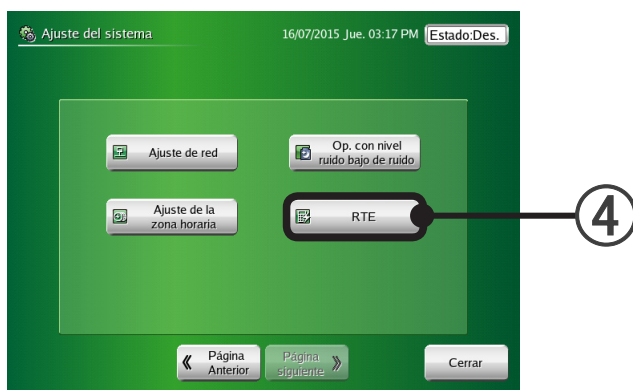 Ajuste del sistema
16/07/2015 Jue. 03:17 PM
Estado:Des.
Ajuste de red
Op. con nivel
ruido bajo de ruido
Ajuste de la
zona horaria
RTE
4
Página
Anterior
Página
siguiente
Cerrar